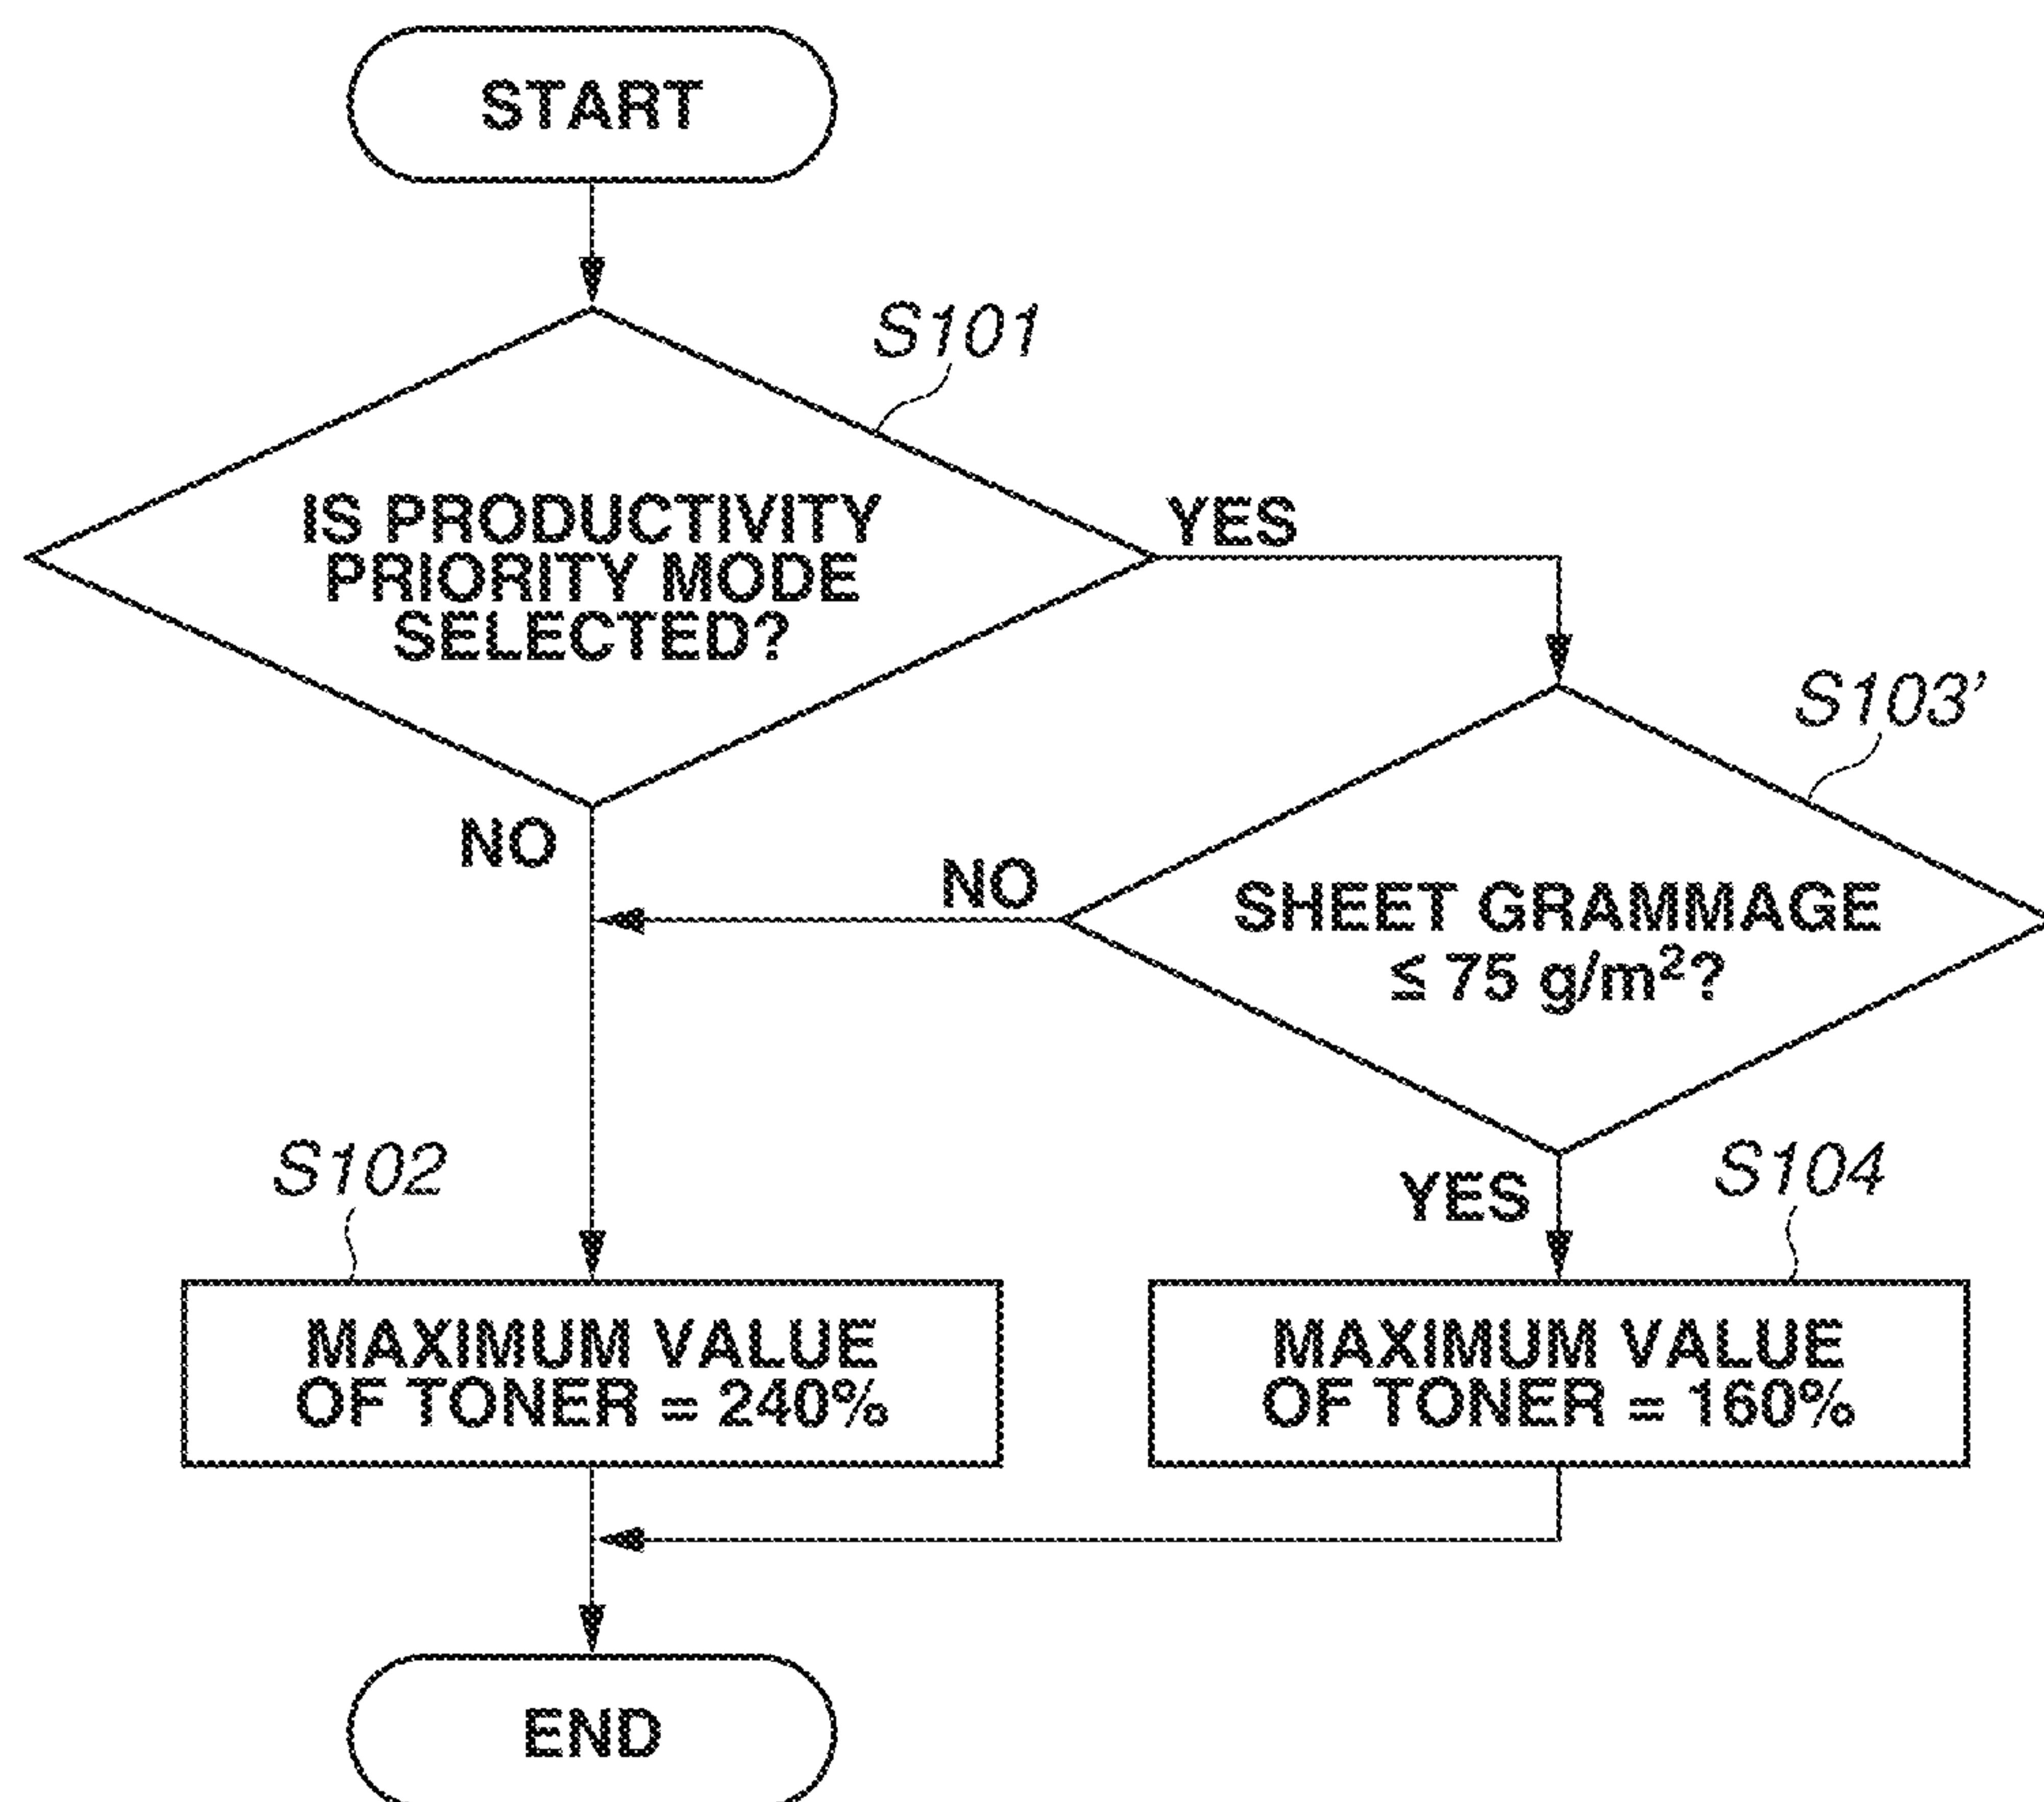 START
S101
IS PRODUCTIVITY
PRIORITY MODE
SELECTED?
YES
NO
S103’
SHEET GRAMMAGE
≦ 75 g/m²?
NO
YES
S102
MAXIMUM VALUE
OF TONER = 240%
S104
MAXIMUM VALUE
OF TONER = 160%
END